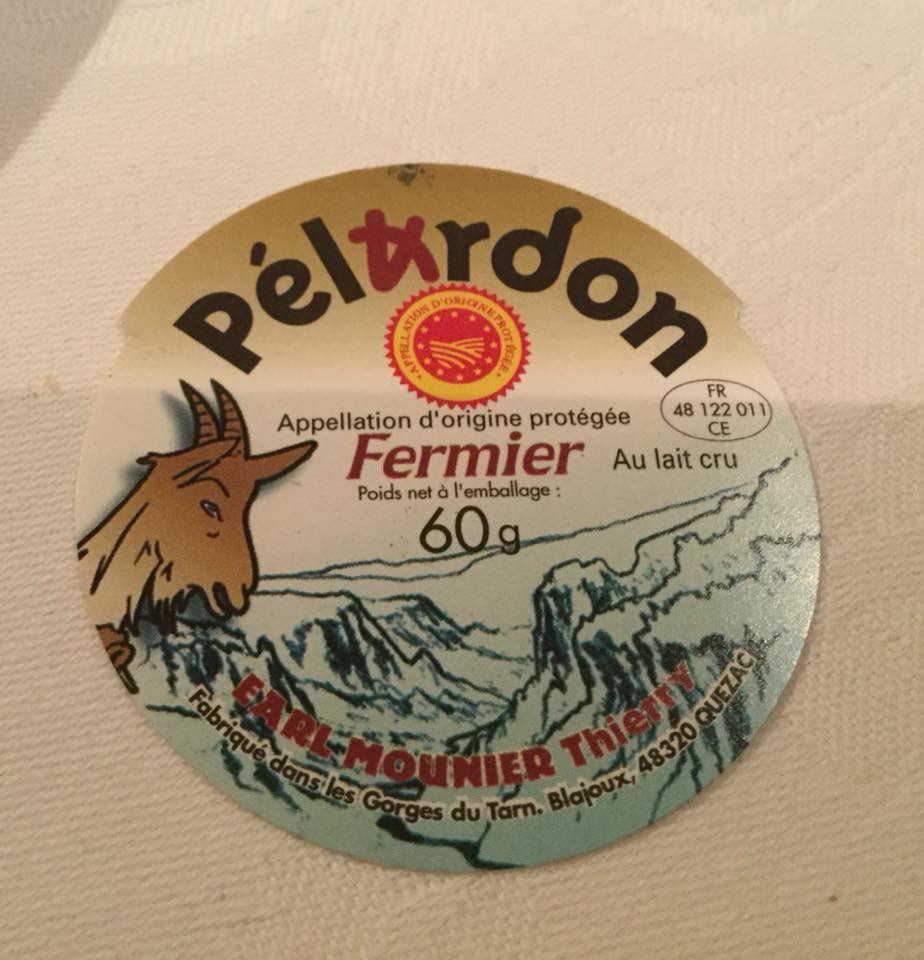 Pélardon
APPELLATION D'ORIGINE PROTÉGÉE
Appellation d'origine protégée
FR
48 122 011
CE
Fermier
Au lait cru
Poids net à l'emballage :
60 g
EARL MOUNIER Thierry
Fabriqué dans les Gorges du Tarn. Blajoux, 48320 QUEZAC